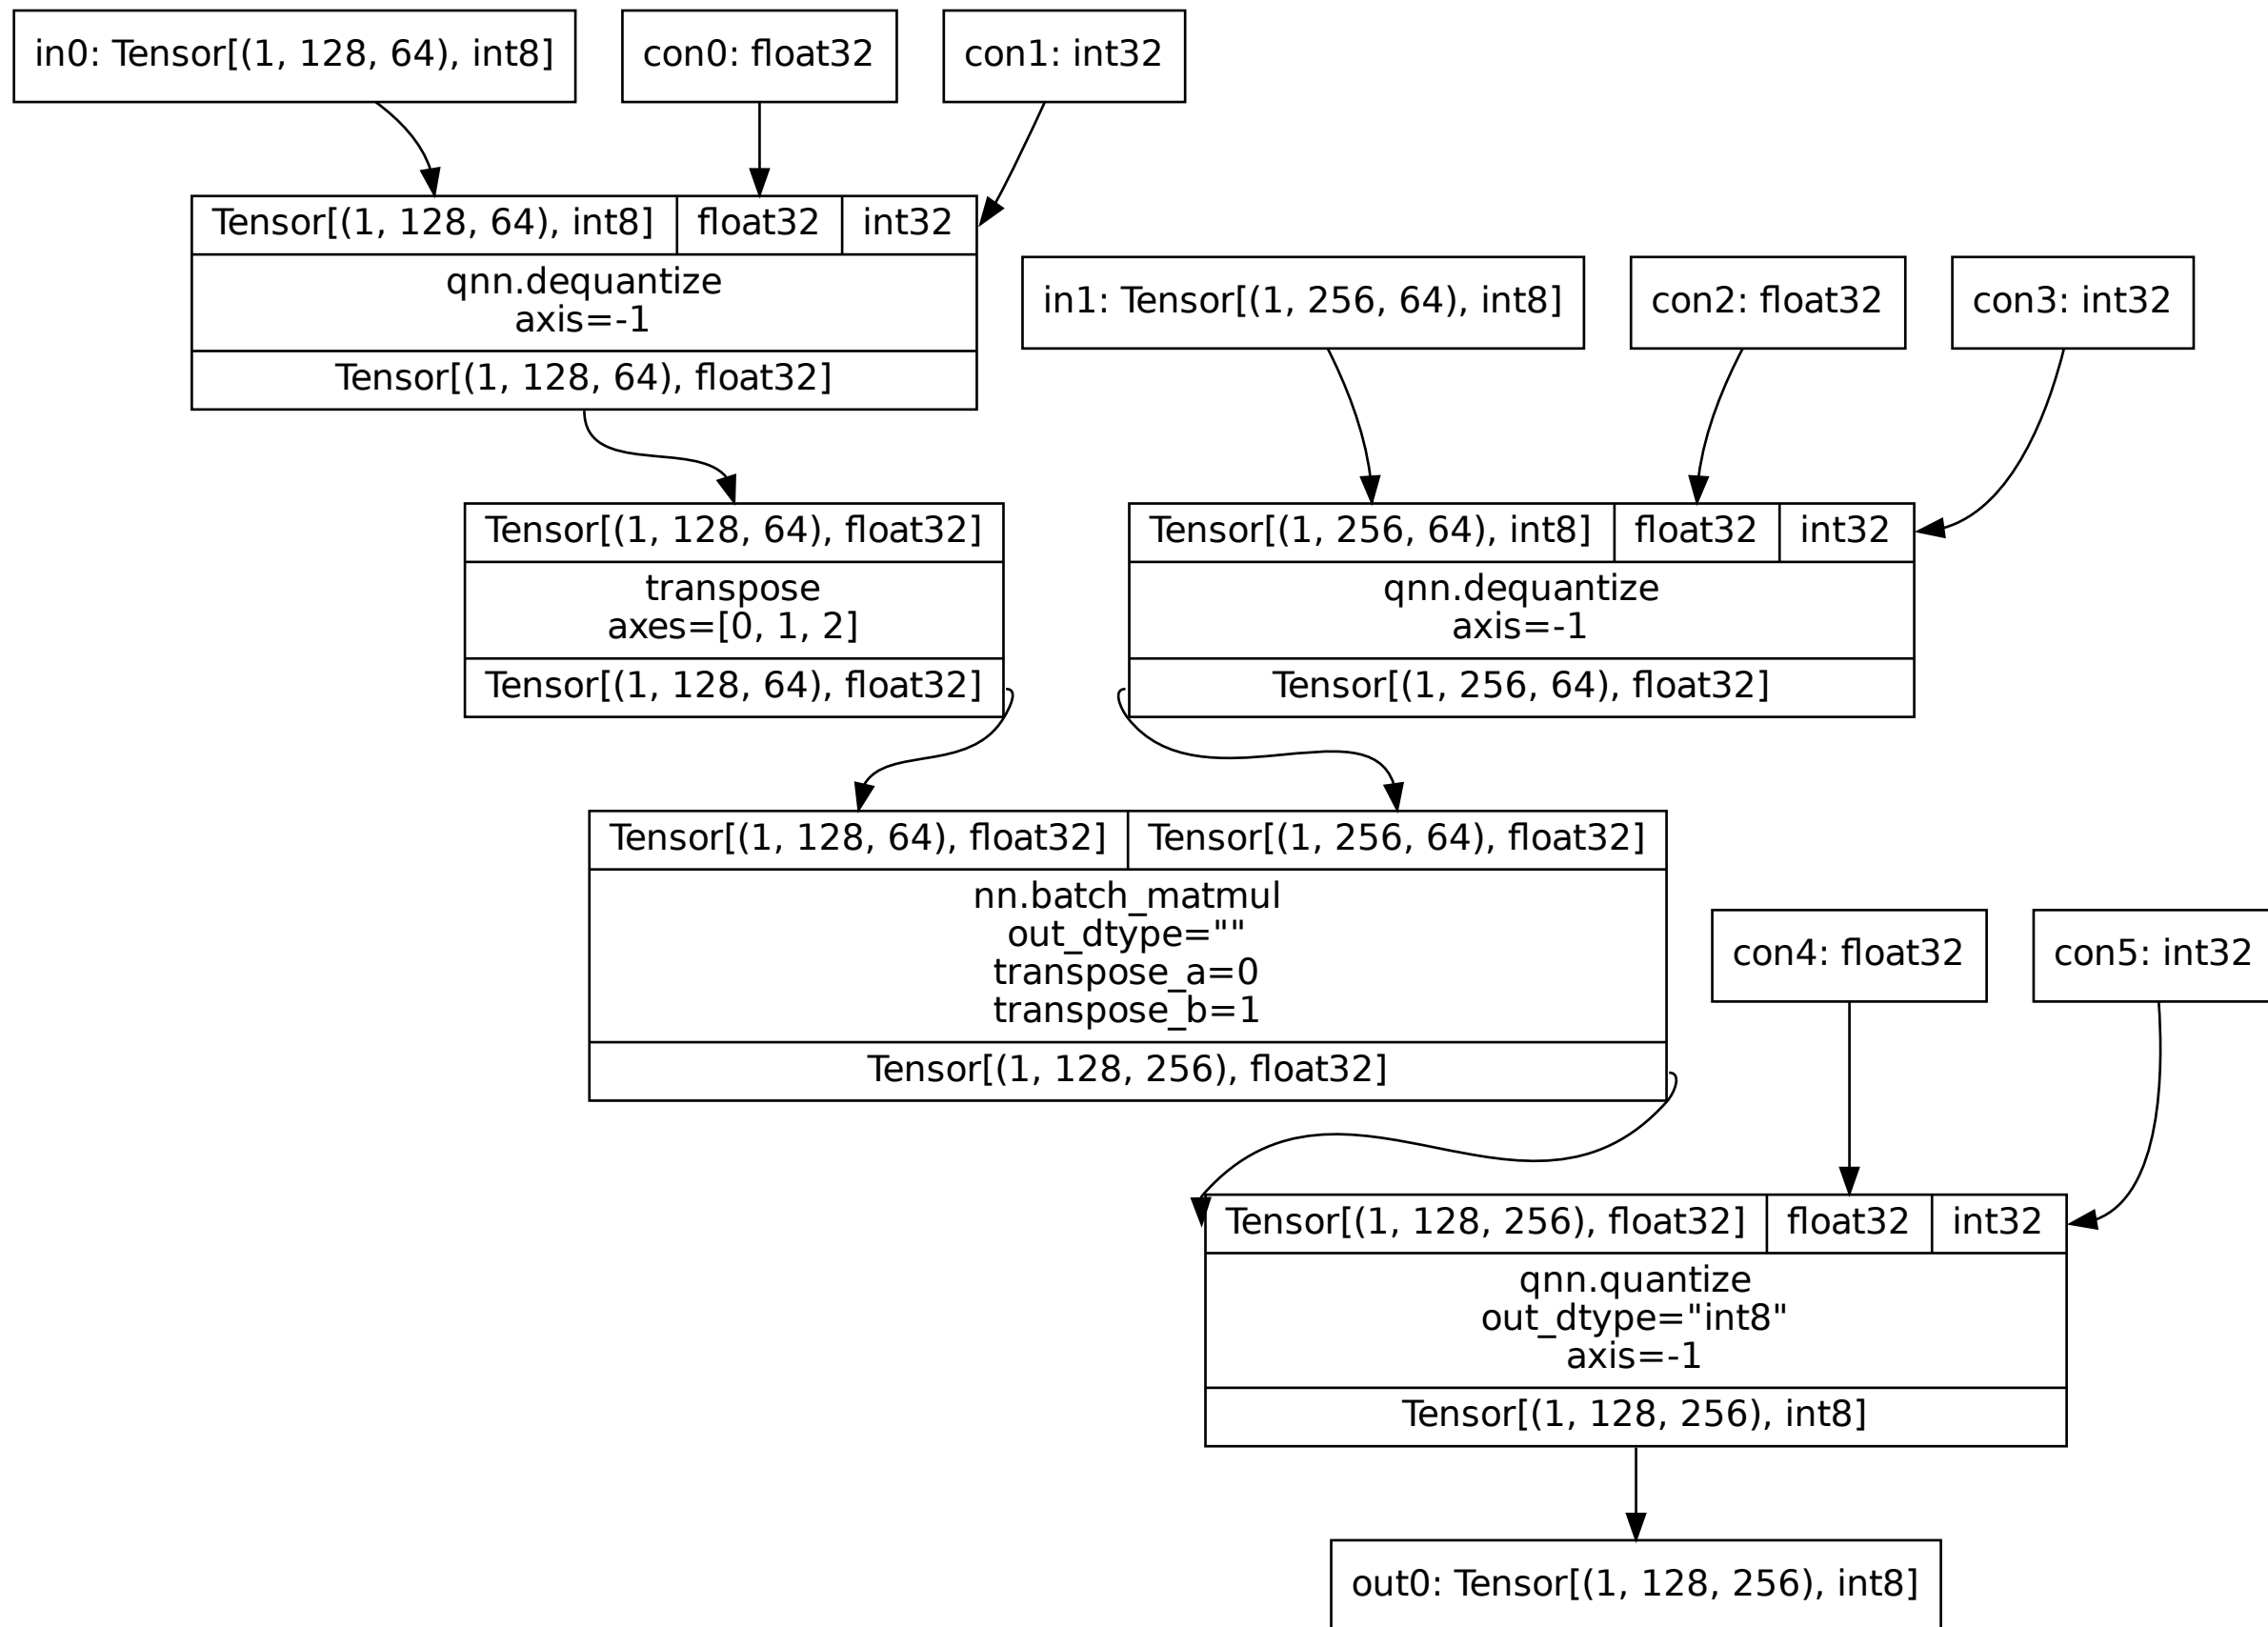 in0: Tensor[(1, 128, 64), int8]
con0: float32
con1: int32
Tensor[(1, 128, 64), int8]
float32
int32
qnn.dequantize
axis=-1
Tensor[(1, 128, 64), float32]
in1: Tensor[(1, 256, 64), int8]
con2: float32
con3: int32
Tensor[(1, 128, 64), float32]
transpose
axes=[0, 1, 2]
Tensor[(1, 128, 64), float32]
Tensor[(1, 256, 64), int8]
float32
int32
qnn.dequantize
axis=-1
Tensor[(1, 256, 64), float32]
Tensor[(1, 128, 64), float32]
Tensor[(1, 256, 64), float32]
nn.batch_matmul
out_dtype=""
transpose_a=0
transpose_b=1
Tensor[(1, 128, 256), float32]
con4: float32
con5: int32
Tensor[(1, 128, 256), float32]
float32
int32
qnn.quantize
out_dtype="int8"
axis=-1
Tensor[(1, 128, 256), int8]
out0: Tensor[(1, 128, 256), int8]